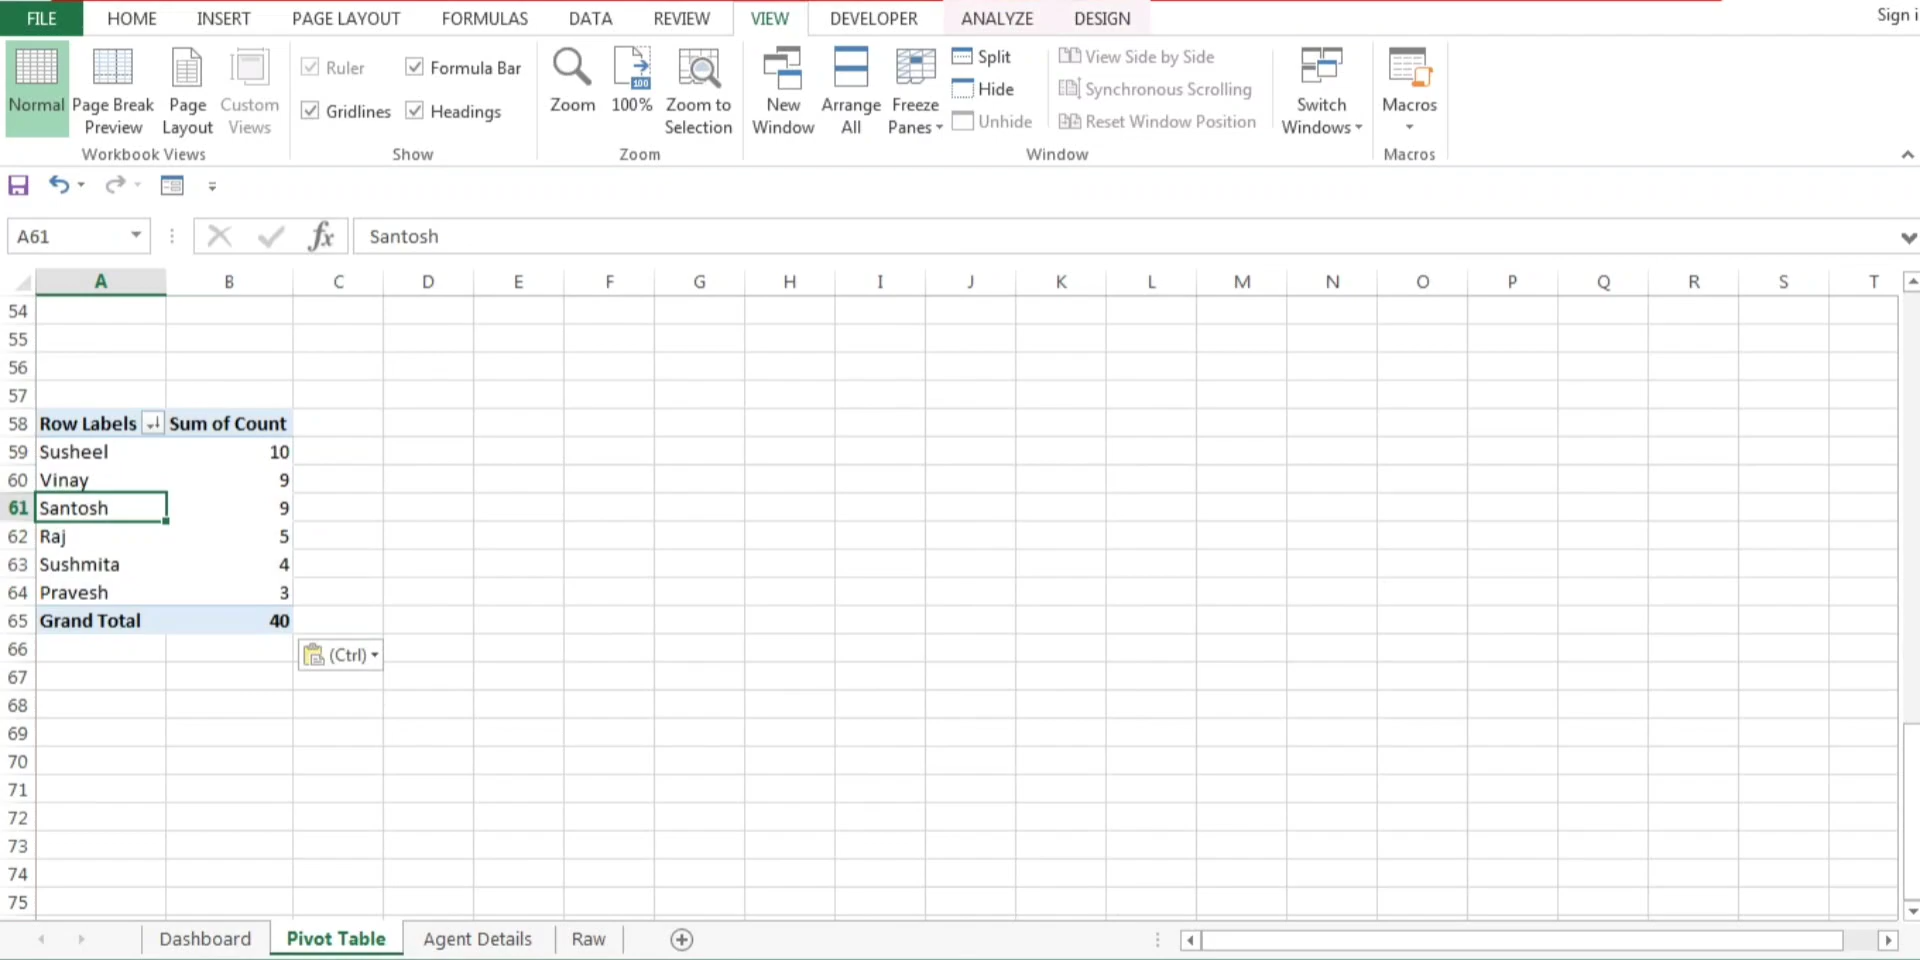 FILE HOME INSERT PAGE LAYOUT FORMULAS DATA REVIEW VIEW DEVELOPER ANALYZE DESIGN Sign i
Normal
Page Break Preview
Page Layout
Custom Views
Workbook Views
Ruler
Formula Bar
Gridlines
Headings
Show
Zoom
100
100%
Zoom to Selection
Zoom
New Window
Arrange All
Freeze Panes
Split
Hide
Unhide
View Side by Side
Synchronous Scrolling
Reset Window Position
Window
Switch Windows
Macros
Macros
A61 fx Santosh
A B C D E F G H I J K L M N O P Q R S T
54
55
56
57
58 Row Labels Sum of Count
59 Susheel 10
60 Vinay 9
61 Santosh 9
62 Raj 5
63 Sushmita 4
64 Pravesh 3
65 Grand Total 40
66 (Ctrl)
67
68
69
70
71
72
73
74
75
Dashboard Pivot Table Agent Details Raw